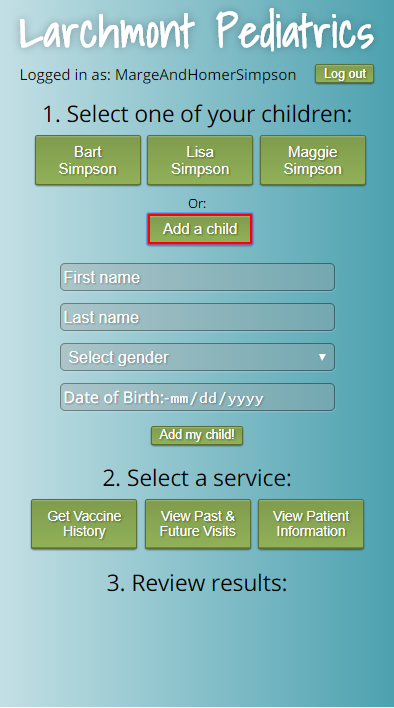 Larchmont Pediatrics
Logged in as: MargeAndHomerSimpson Log out
1. Select one of your children:
Bart Simpson
Lisa Simpson
Maggie Simpson
Or:
Add a child
First name
Last name
Select gender
Date of Birth:-mm/dd/yyyy
Add my child!
2. Select a service:
Get Vaccine History
View Past & Future Visits
View Patient Information
3. Review results: